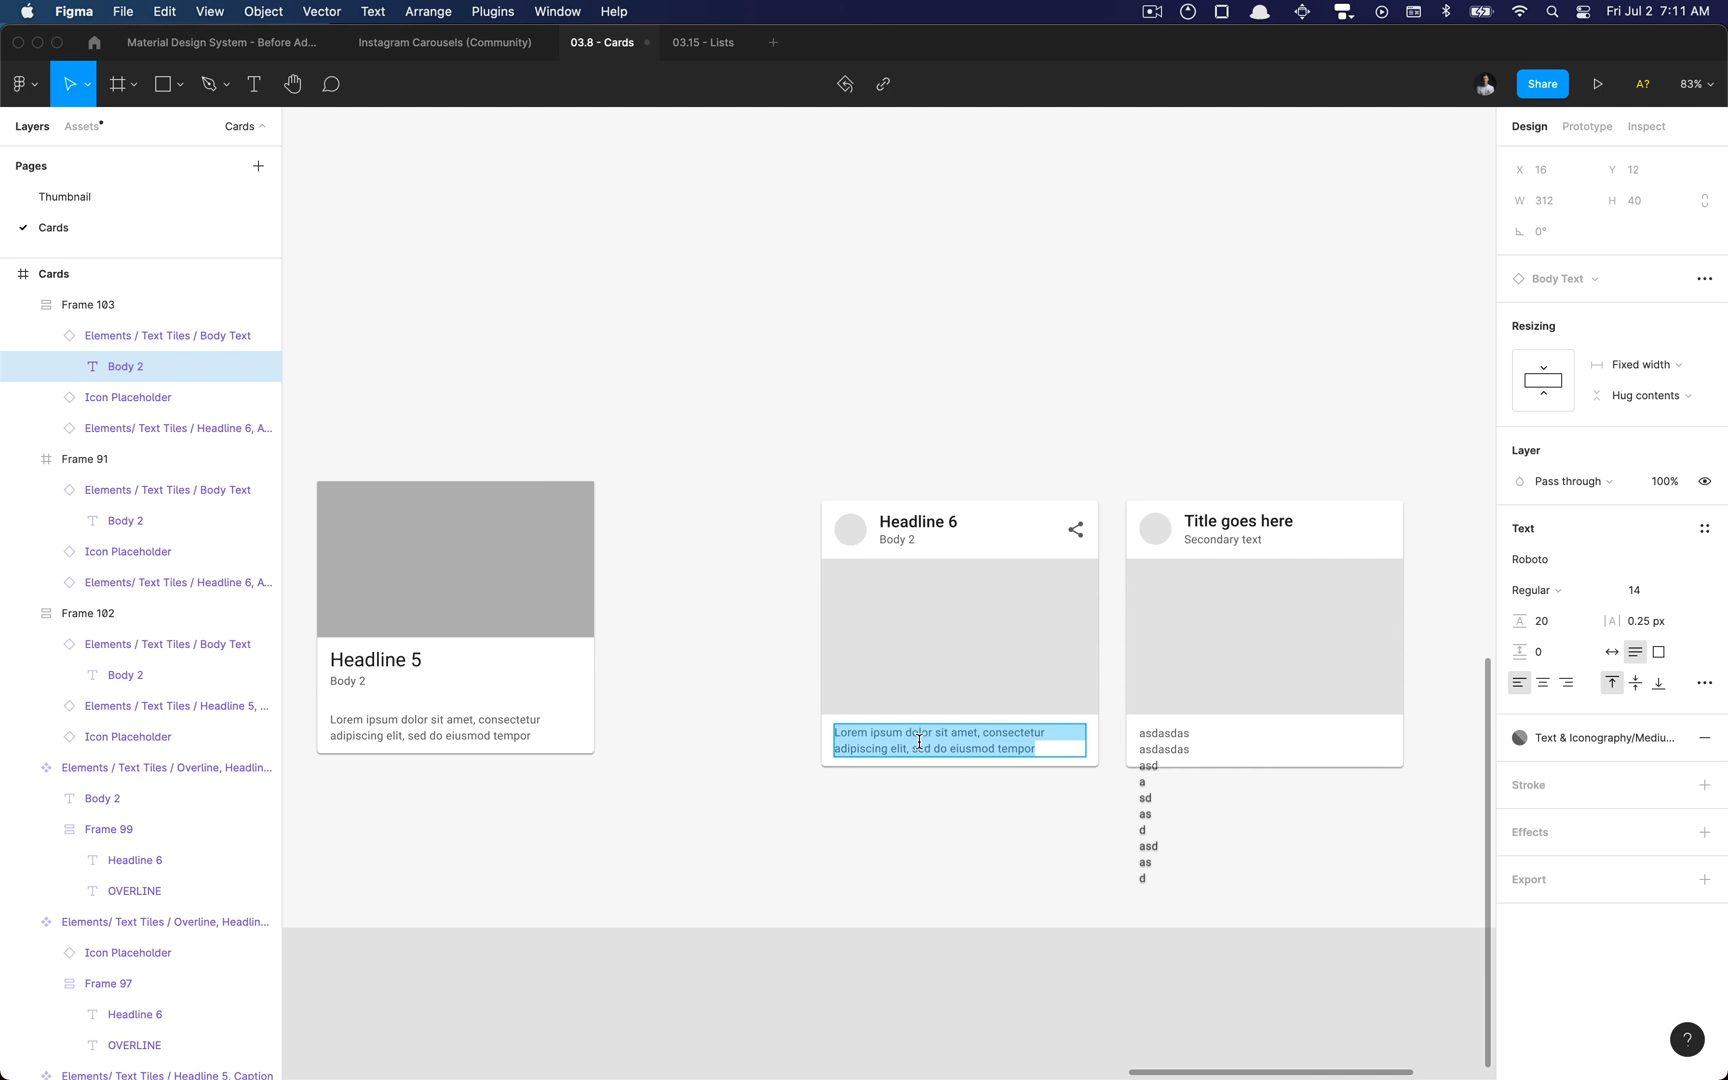 Figma File Edit View Object Vector Text Arrange Plugins Window Help Fri Jul 2 7:11 AM
Material Design System - Before Ad... Instagram Carousels (Community) 03.8 - Cards 03.15 - Lists
Share A? 83%
Layers Assets Cards
Pages
Thumbnail
Cards
Cards
Frame 103
Elements / Text Tiles / Body Text
Body 2
Icon Placeholder
Elements/ Text Tiles / Headline 6, A...
Frame 91
Elements / Text Tiles / Body Text
Body 2
Icon Placeholder
Elements/ Text Tiles / Headline 6, A...
Frame 102
Elements / Text Tiles / Body Text
Body 2
Elements / Text Tiles / Headline 5, ...
Icon Placeholder
Elements / Text Tiles / Overline, Headlin...
Body 2
Frame 99
Headline 6
OVERLINE
Elements/ Text Tiles / Overline, Headlin...
Icon Placeholder
Frame 97
Headline 6
OVERLINE
Elements/ Text Tiles / Headline 5, Caption
Headline 5
Body 2
Lorem ipsum dolor sit amet, consectetur
adipiscing elit, sed do eiusmod tempor
Headline 6
Body 2
Lorem ipsum dolor sit amet, consectetur
adipiscing elit, sed do eiusmod tempor
Title goes here
Secondary text
asdasdas
asdasdas
asd
a
sd
as
d
asd
as
d
Design Prototype Inspect
X 16 Y 12
W 312 H 40
0°
Body Text
Resizing
Fixed width
Hug contents
Layer
Pass through 100%
Text
Roboto
Regular 14
A 20 |A| 0.25 px
0
Text & Iconography/Mediu...
Stroke
Effects
Export
?